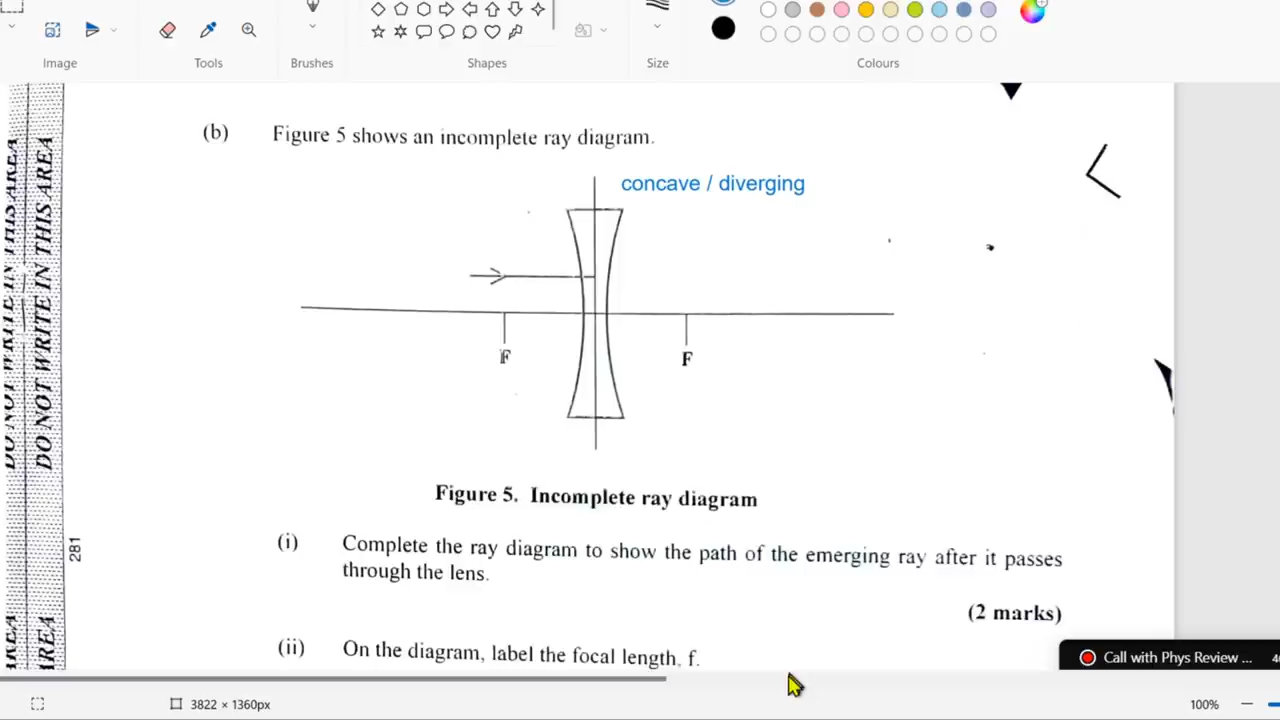 Image
Tools
Brushes
Shapes
Size
Colours
(b) Figure 5 shows an incomplete ray diagram.
concave / diverging
F
F
Figure 5. Incomplete ray diagram
(i) Complete the ray diagram to show the path of the emerging ray after it passes
through the lens.
(2 marks)
(ii) On the diagram, label the focal length, f.
DO NOT WRITE IN THIS AREA
281
Call with Phys Review ...
3822 × 1360px
100%